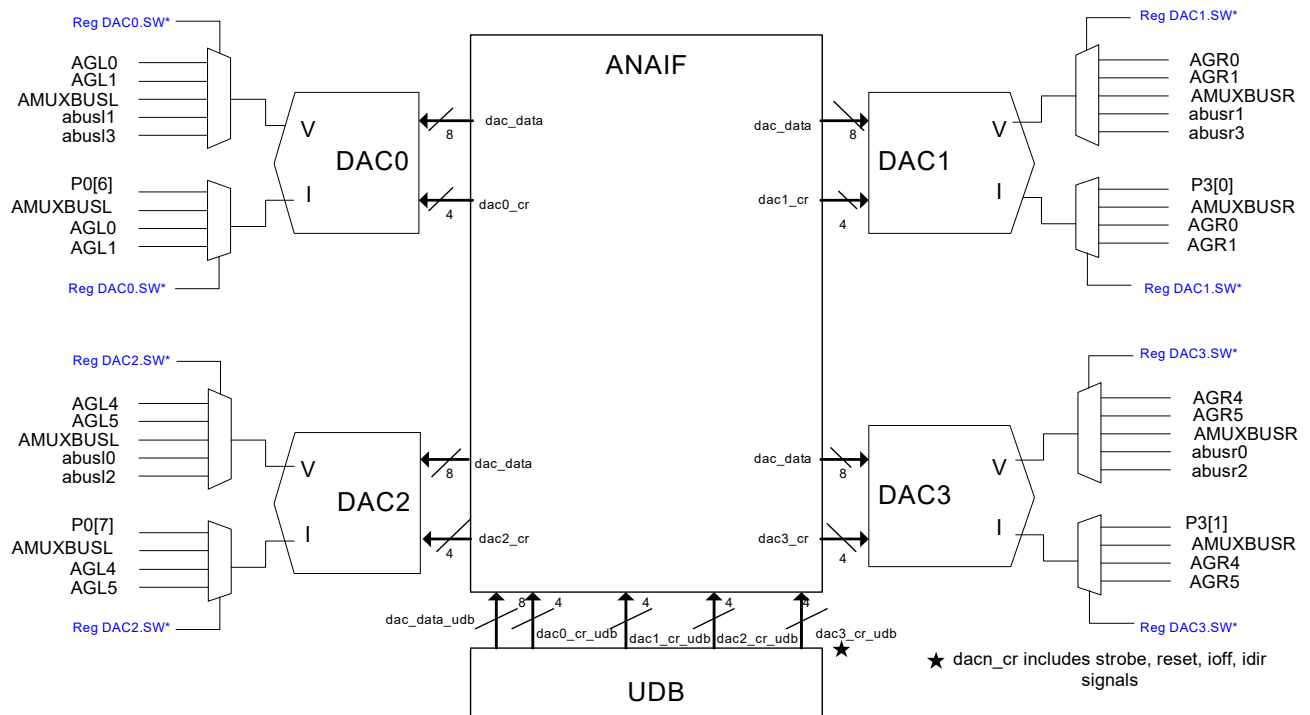 Reg DAC0.SW*
AGL0
AGL1
AMUXBUSL
abusl1
abusl3
V
I
DAC0
P0[6]
AMUXBUSL
AGL0
AGL1
Reg DAC0.SW*
dac_data
8
dac0_cr
4
ANAIF
dac_data
8
dac1_cr
4
Reg DAC1.SW*
AGR0
AGR1
AMUXBUSR
abusr1
abusr3
V
I
DAC1
P3[0]
AMUXBUSR
AGR0
AGR1
Reg DAC1.SW*
Reg DAC2.SW*
AGL4
AGL5
AMUXBUSL
abusl0
abusl2
V
I
DAC2
P0[7]
AMUXBUSL
AGL4
AGL5
Reg DAC2.SW*
dac_data
8
dac2_cr
4
dac_data
8
dac3_cr
4
Reg DAC3.SW*
AGR4
AGR5
AMUXBUSR
abusr0
abusr2
V
I
DAC3
P3[1]
AMUXBUSR
AGR4
AGR5
Reg DAC3.SW*
8
4
4
4
4
dac_data_udb
dac0_cr_udb
dac1_cr_udb
dac2_cr_udb
dac3_cr_udb
UDB
★ dacn_cr includes strobe, reset, ioff, idir
signals